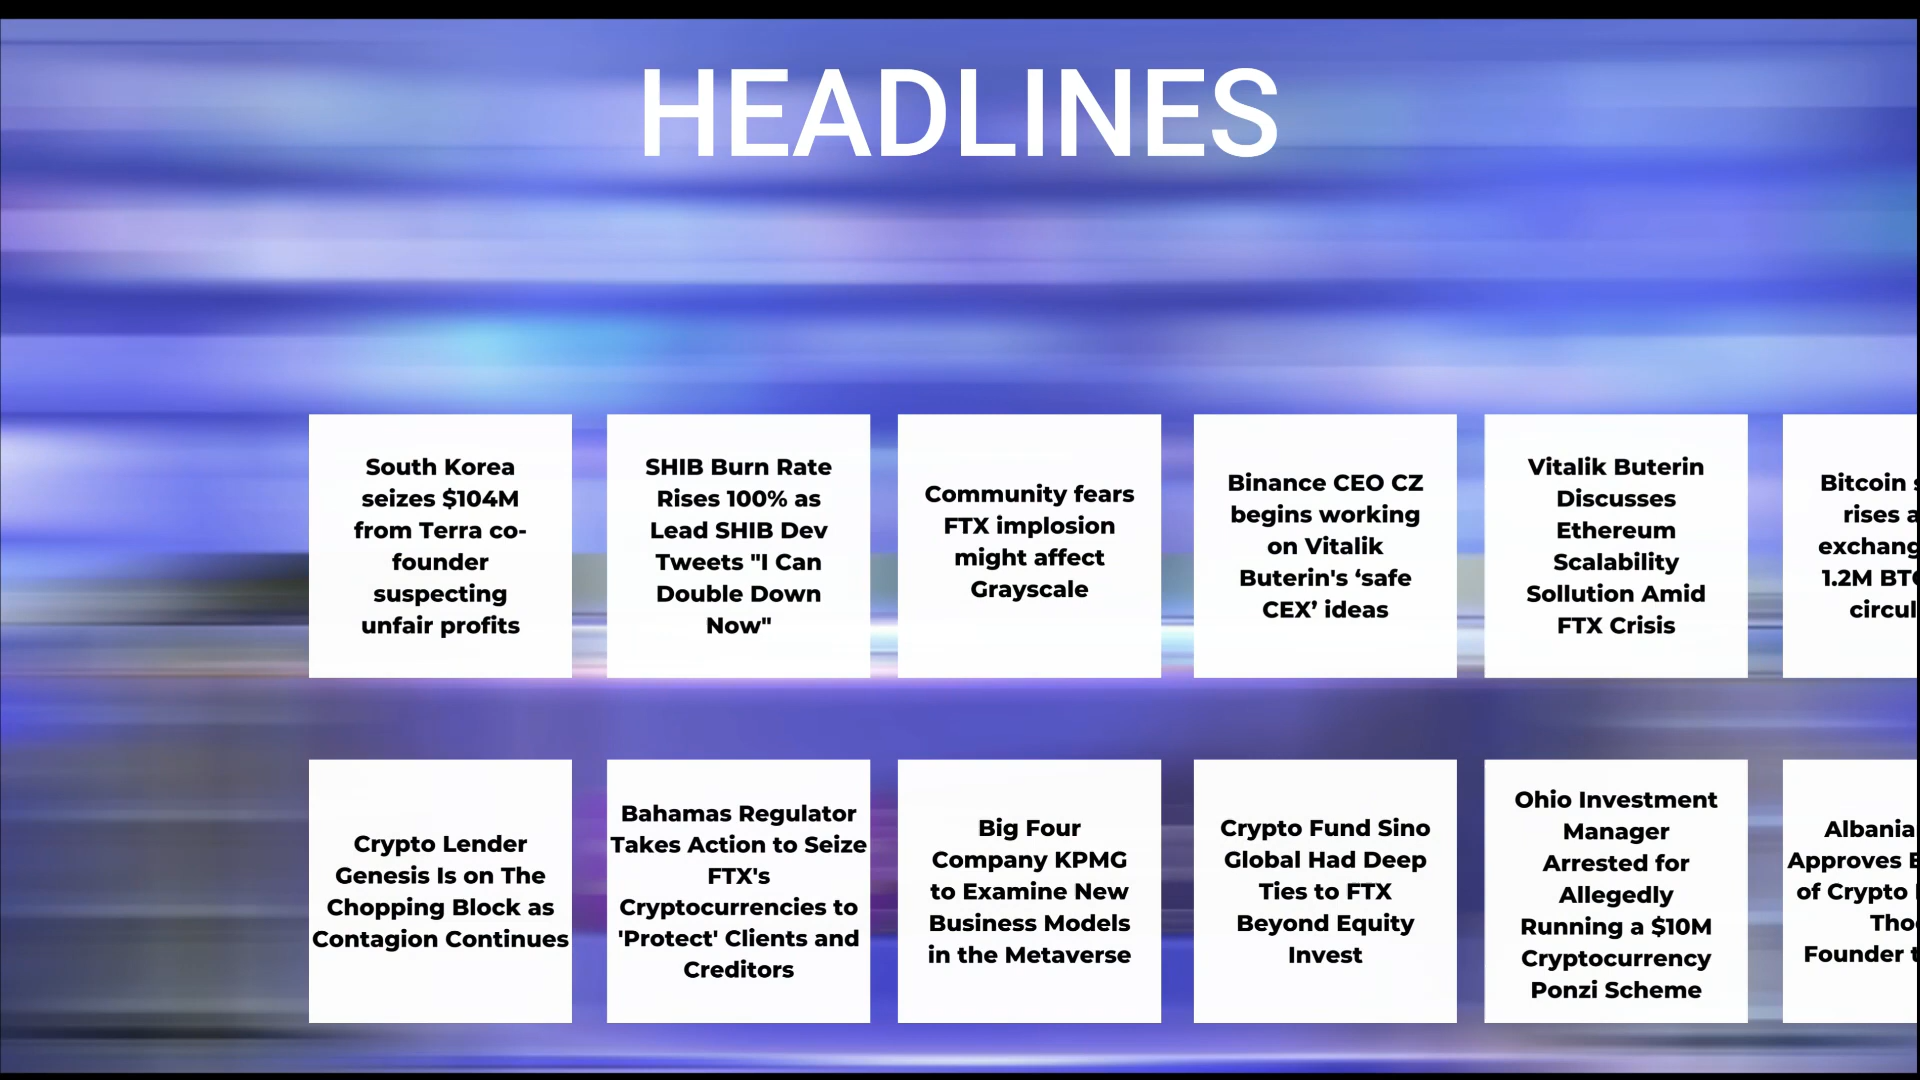 HEADLINES
South Korea
seizes $104M
from Terra co-
founder
suspecting
unfair profits
SHIB Burn Rate
Rises 100% as
Lead SHIB Dev
Tweets "I Can
Double Down
Now"
Community fears
FTX implosion
might affect
Grayscale
Binance CEO CZ
begins working
on Vitalik
Buterin's ‘safe
CEX’ ideas
Vitalik Buterin
Discusses
Ethereum
Scalability
Sollution Amid
FTX Crisis
Bitcoin
rises
1.2M
Crypto Lender
Genesis Is on The
Chopping Block as
Contagion Continues
Bahamas Regulator
Takes Action to Seize
FTX's
Cryptocurrencies to
'Protect' Clients and
Creditors
Big Four
Company KPMG
to Examine New
Business Models
in the Metaverse
Crypto Fund Sino
Global Had Deep
Ties to FTX
Beyond Equity
Invest
Ohio Investment
Manager
Arrested for
Allegedly
Running a $10M
Cryptocurrency
Ponzi Scheme
Albania
Approves
of Crypto
Founder